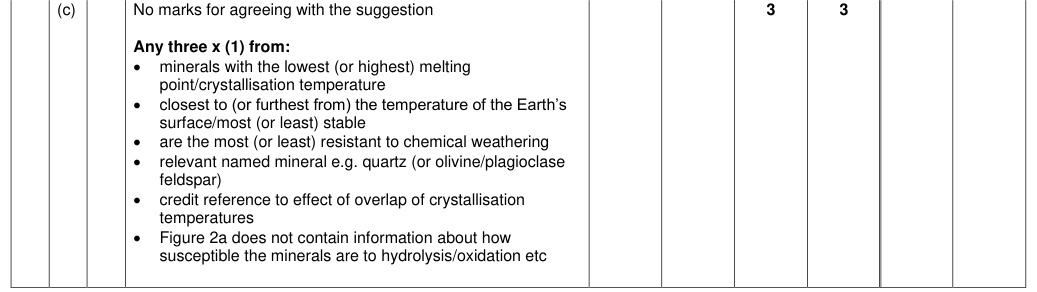 (c) No marks for agreeing with the suggestion 3 3
Any three x (1) from:
• minerals with the lowest (or highest) melting
point/crystallisation temperature
• closest to (or furthest from) the temperature of the Earth's
surface/most (or least) stable
• are the most (or least) resistant to chemical weathering
• relevant named mineral e.g. quartz (or olivine/plagioclase
feldspar)
• credit reference to effect of overlap of crystallisation
temperatures
• Figure 2a does not contain information about how
susceptible the minerals are to hydrolysis/oxidation etc